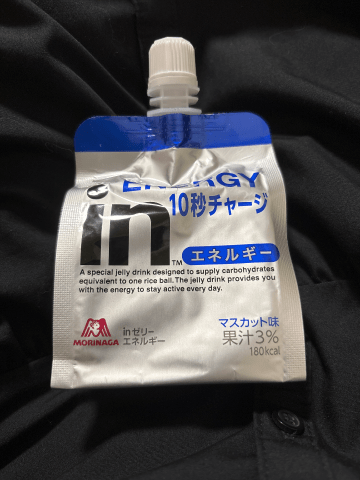 ENERGY
in 10秒チャージ
TM エネルギー
A special jelly drink designed to supply carbohydrates
equivalent to one rice ball. The jelly drink provides you
with the energy to stay active every day.
MORINAGA
inゼリー
エネルギー
マスカット味
果汁3%
180kcal